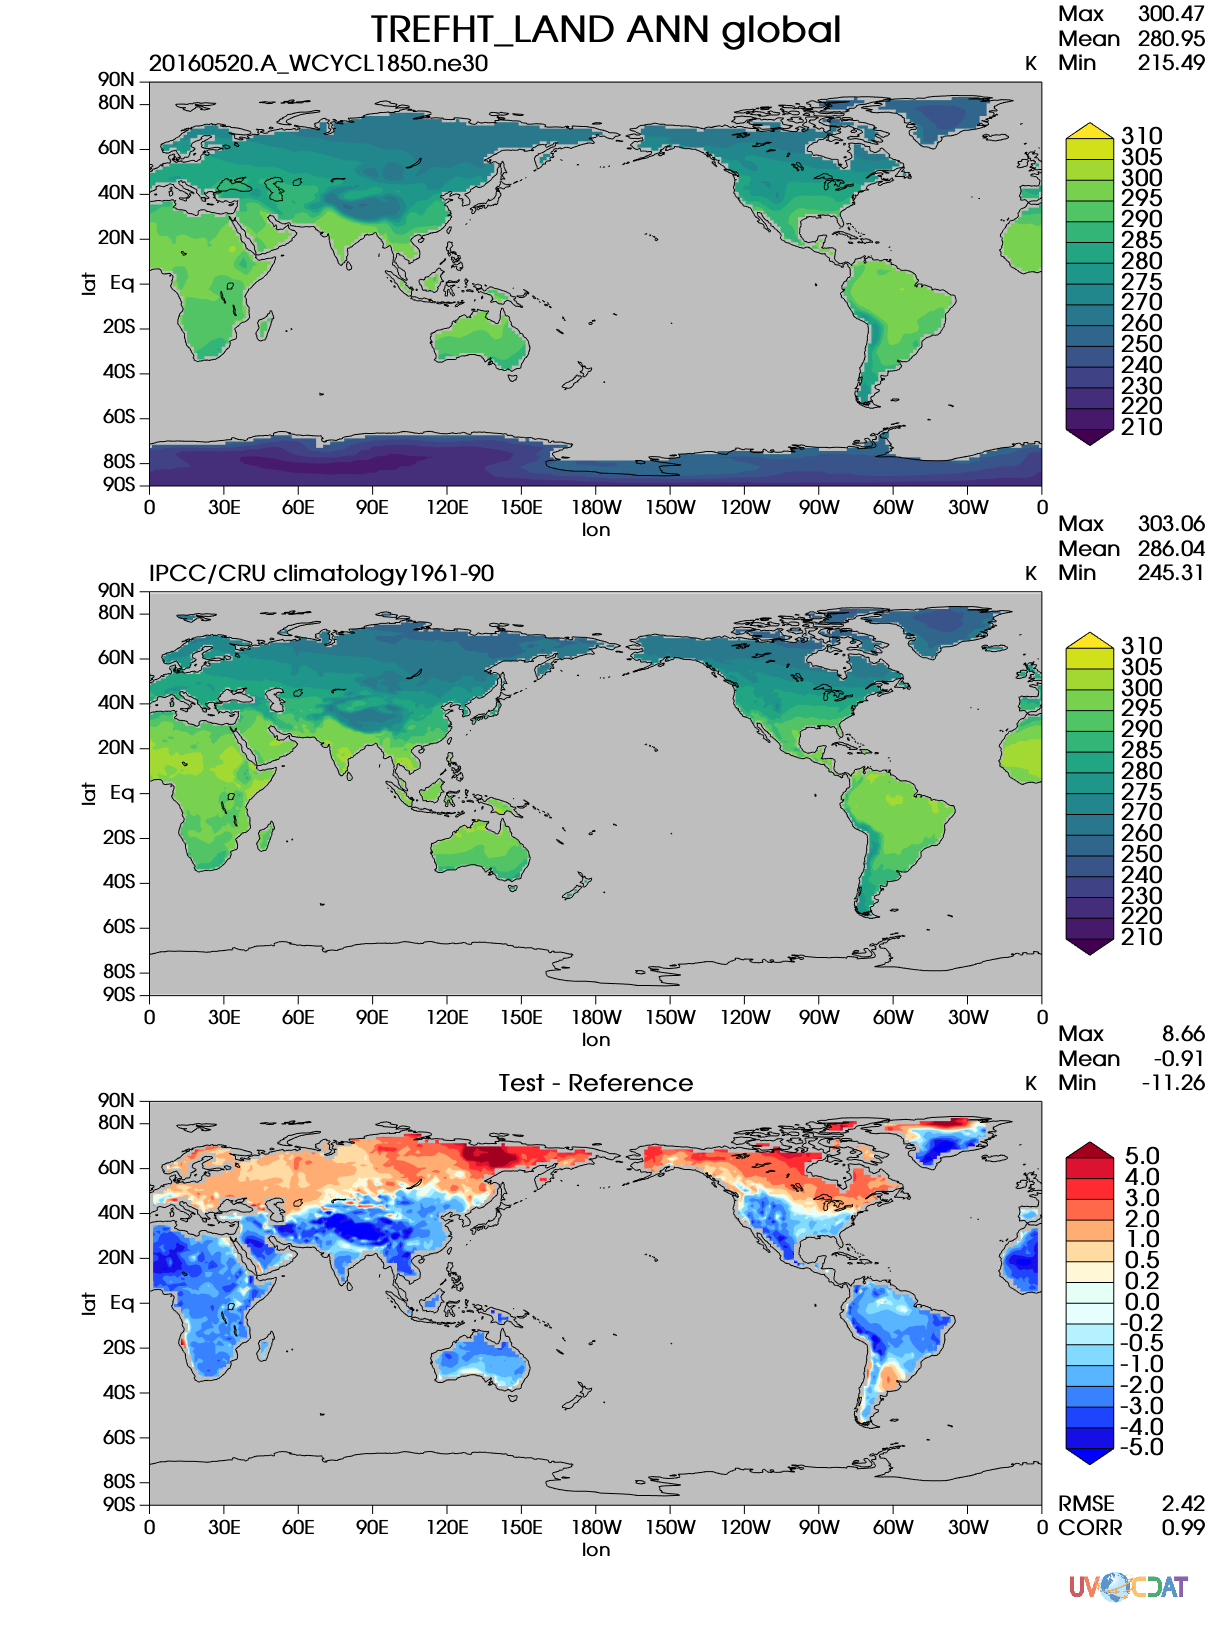 TREFHT_LAND ANN global
Max 300.47
Mean 280.95
Min 215.49
20160520.A_WCYCL1850.ne30
K
90N
80N
60N
40N
20N
Eq
20S
40S
60S
80S
90S
lat
0 30E 60E 90E 120E 150E 180W 150W 120W 90W 60W 30W 0
lon
310
305
300
295
290
285
280
275
270
260
250
240
230
220
210
Max 303.06
Mean 286.04
Min 245.31
IPCC/CRU climatology1961-90
K
90N
80N
60N
40N
20N
Eq
20S
40S
60S
80S
90S
lat
0 30E 60E 90E 120E 150E 180W 150W 120W 90W 60W 30W 0
lon
310
305
300
295
290
285
280
275
270
260
250
240
230
220
210
Max 8.66
Mean -0.91
Min -11.26
Test - Reference
K
90N
80N
60N
40N
20N
Eq
20S
40S
60S
80S
90S
lat
0 30E 60E 90E 120E 150E 180W 150W 120W 90W 60W 30W 0
lon
5.0
4.0
3.0
2.0
1.0
0.5
0.2
0.0
-0.2
-0.5
-1.0
-2.0
-3.0
-4.0
-5.0
RMSE 2.42
CORR 0.99
UV CDAT